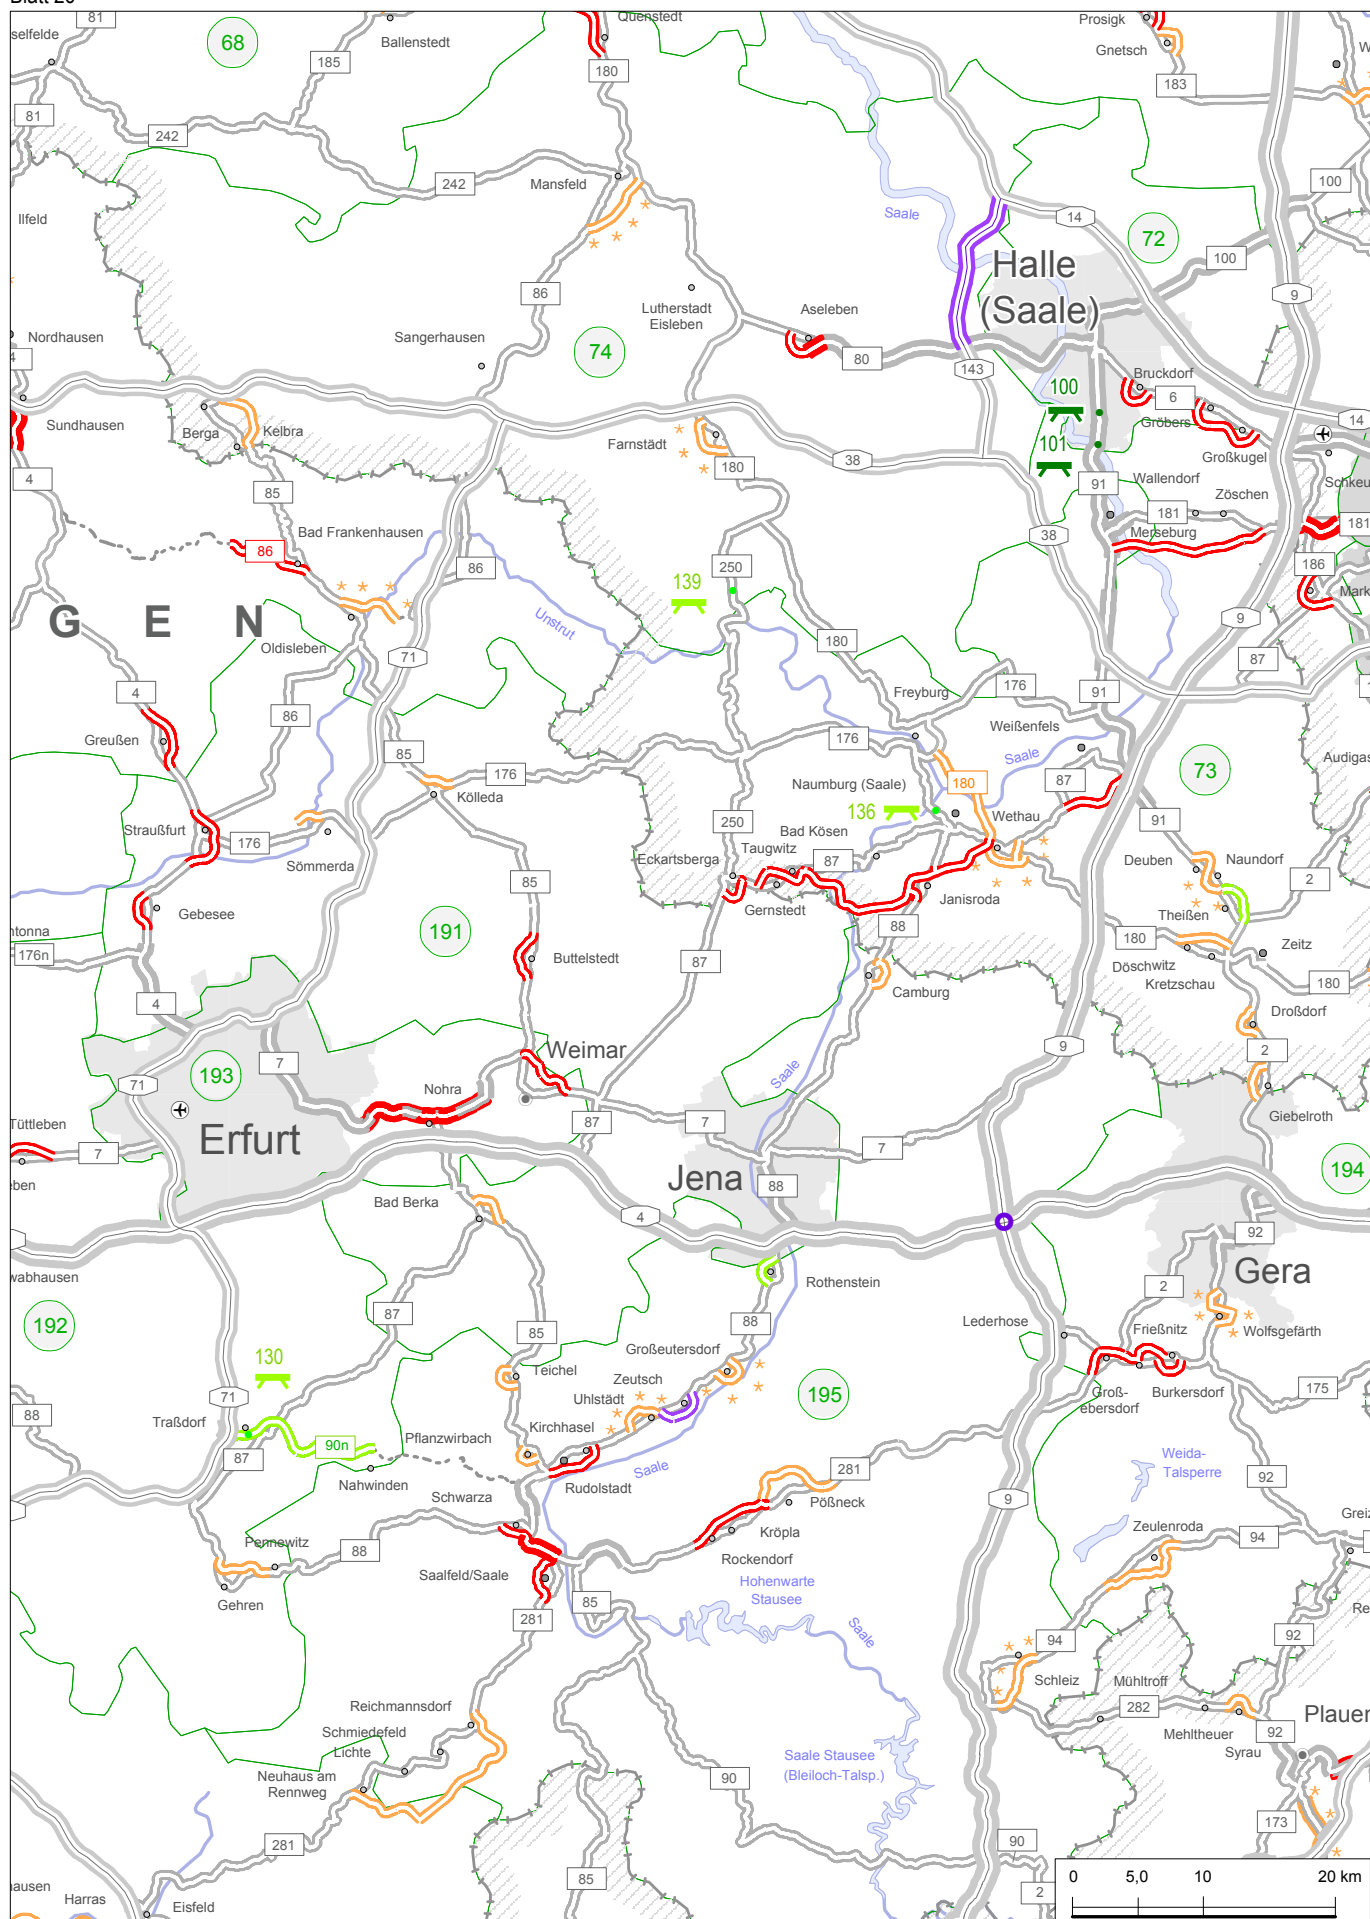 81
Quenstedt
Prosigk
68
Ballenstedt
Gnetsch
selfelde
185
180
183
81
242
242
Mansfeld
100
Ilfeld
Saale
14
72
100
Halle
(Saale)
86
Lutherstadt
Eisleben
Aseleben
9
Nordhausen
Sangerhausen
74
80
143
Bruckdorf
100
6
14
Sundhausen
Berga
Kelbra
Farnstädt
Gröbers
101
Großkugel
38
180
4
91
Wallendorf
Schkeu
85
Zöschen
Bad Frankenhausen
181
181
86
38
Merseburg
86
250
186
139
Mark
G E N
Unstrut
9
Oldisleben
180
71
87
4
Freyburg
176
91
86
Greußen
85
176
Weißenfels
Saale
Audigas
176
Naumburg (Saale)
180
87
73
Kölleda
136
Wethau
91
Straußfurt
250
Bad Kösen
176
Taugwitz
87
Sömmerda
Eckartsberga
Deuben
Naundorf
85
2
Janisroda
Gebesee
Gernstedt
Theißen
191
88
ntonna
180
Zeitz
176n
Buttelstedt
87
Döschwitz
Kretzschau
180
Camburg
4
Droßdorf
Weimar
9
2
7
193
71
Nohra
Saale
Giebelroth
Tüttleben
87
7
Erfurt
7
7
194
eben
Jena
88
Bad Berka
4
92
wabhausen
Rothenstein
Gera
2
192
87
88
Lederhose
85
Großeutersdorf
Frießnitz
Wolfsgefärth
130
Teichel
Zeutsch
71
Uhlstädt
195
Groß-
ebersdorf
Burkersdorf
175
88
Traßdorf
Kirchhasel
90n
Pflanzwirbach
87
Saale
281
Weida-
Talsperre
Nahwinden
Rudolstadt
92
Schwarza
Pößneck
9
Greiz
Kröpla
Zeulenroda
94
Pennewitz
88
Rockendorf
Saalfeld/Saale
Hohenwarte
Stausee
Gehren
85
Re
281
Saale
94
92
Schleiz
Mühltroff
Reichmannsdorf
282
Plauen
Schmiedefeld
Mehltheuer
92
Lichte
Syrau
Saale Stausee
(Bleiloch-Talsp.)
Neuhaus am
Rennweg
90
173
281
90
85
0 5,0 10 20 km
ausen
Harras
2
Eisfeld